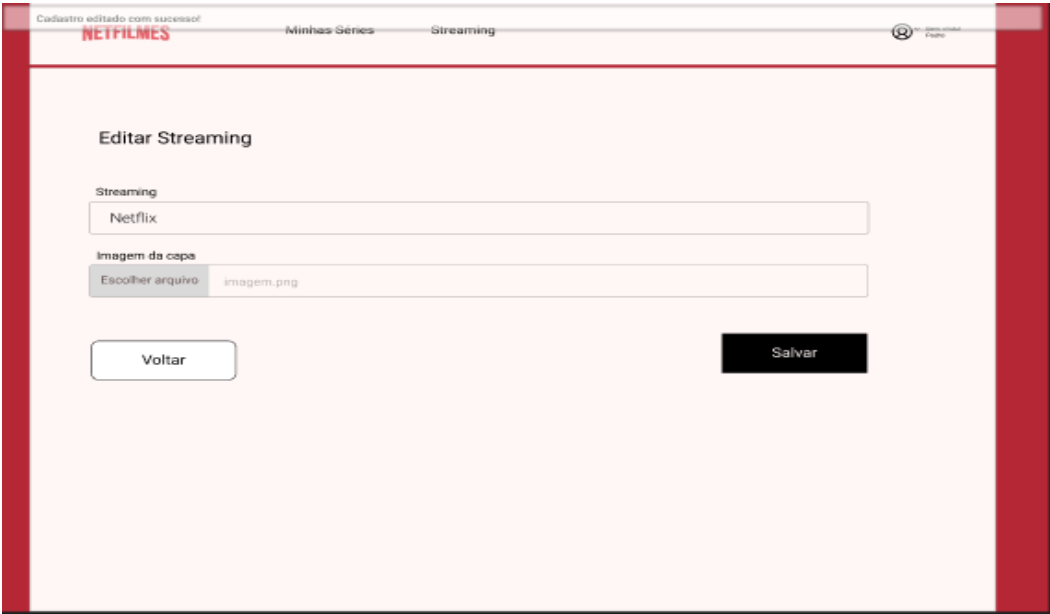 Cadastro editado com sucesso!
NETFILMES
Minhas Séries
Streaming
Pedro
Editar Streaming
Streaming
Netflix
Imagem da capa
Escolher arquivo
imagem.png
Voltar
Salvar